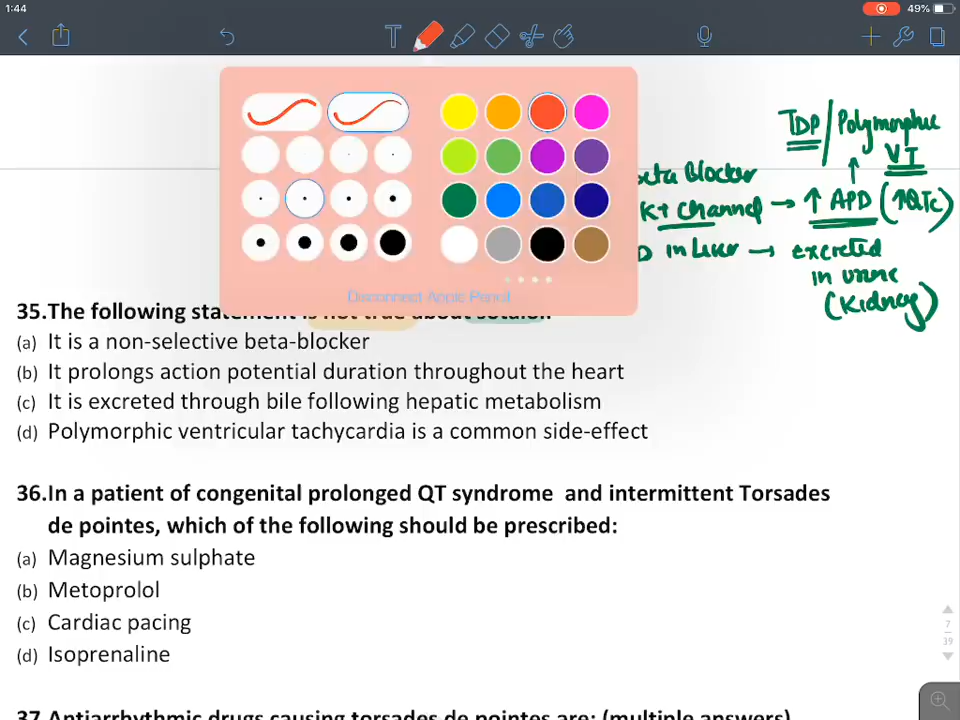 1:44
49%
TDP/Polymorphic
VT
↑
beta Blocker
K+ channel → ↑ APD (↑QTc)
in liver → excreted
in urine
(Kidney)
Disconnect Apple Pencil
35.The following statement is not true about sotalol:
(a) It is a non-selective beta-blocker
(b) It prolongs action potential duration throughout the heart
(c) It is excreted through bile following hepatic metabolism
(d) Polymorphic ventricular tachycardia is a common side-effect
36.In a patient of congenital prolonged QT syndrome and intermittent Torsades
de pointes, which of the following should be prescribed:
(a) Magnesium sulphate
(b) Metoprolol
(c) Cardiac pacing
(d) Isoprenaline
7
39
37.Antiarrhythmic drugs causing torsades de pointes are: (multiple answers)